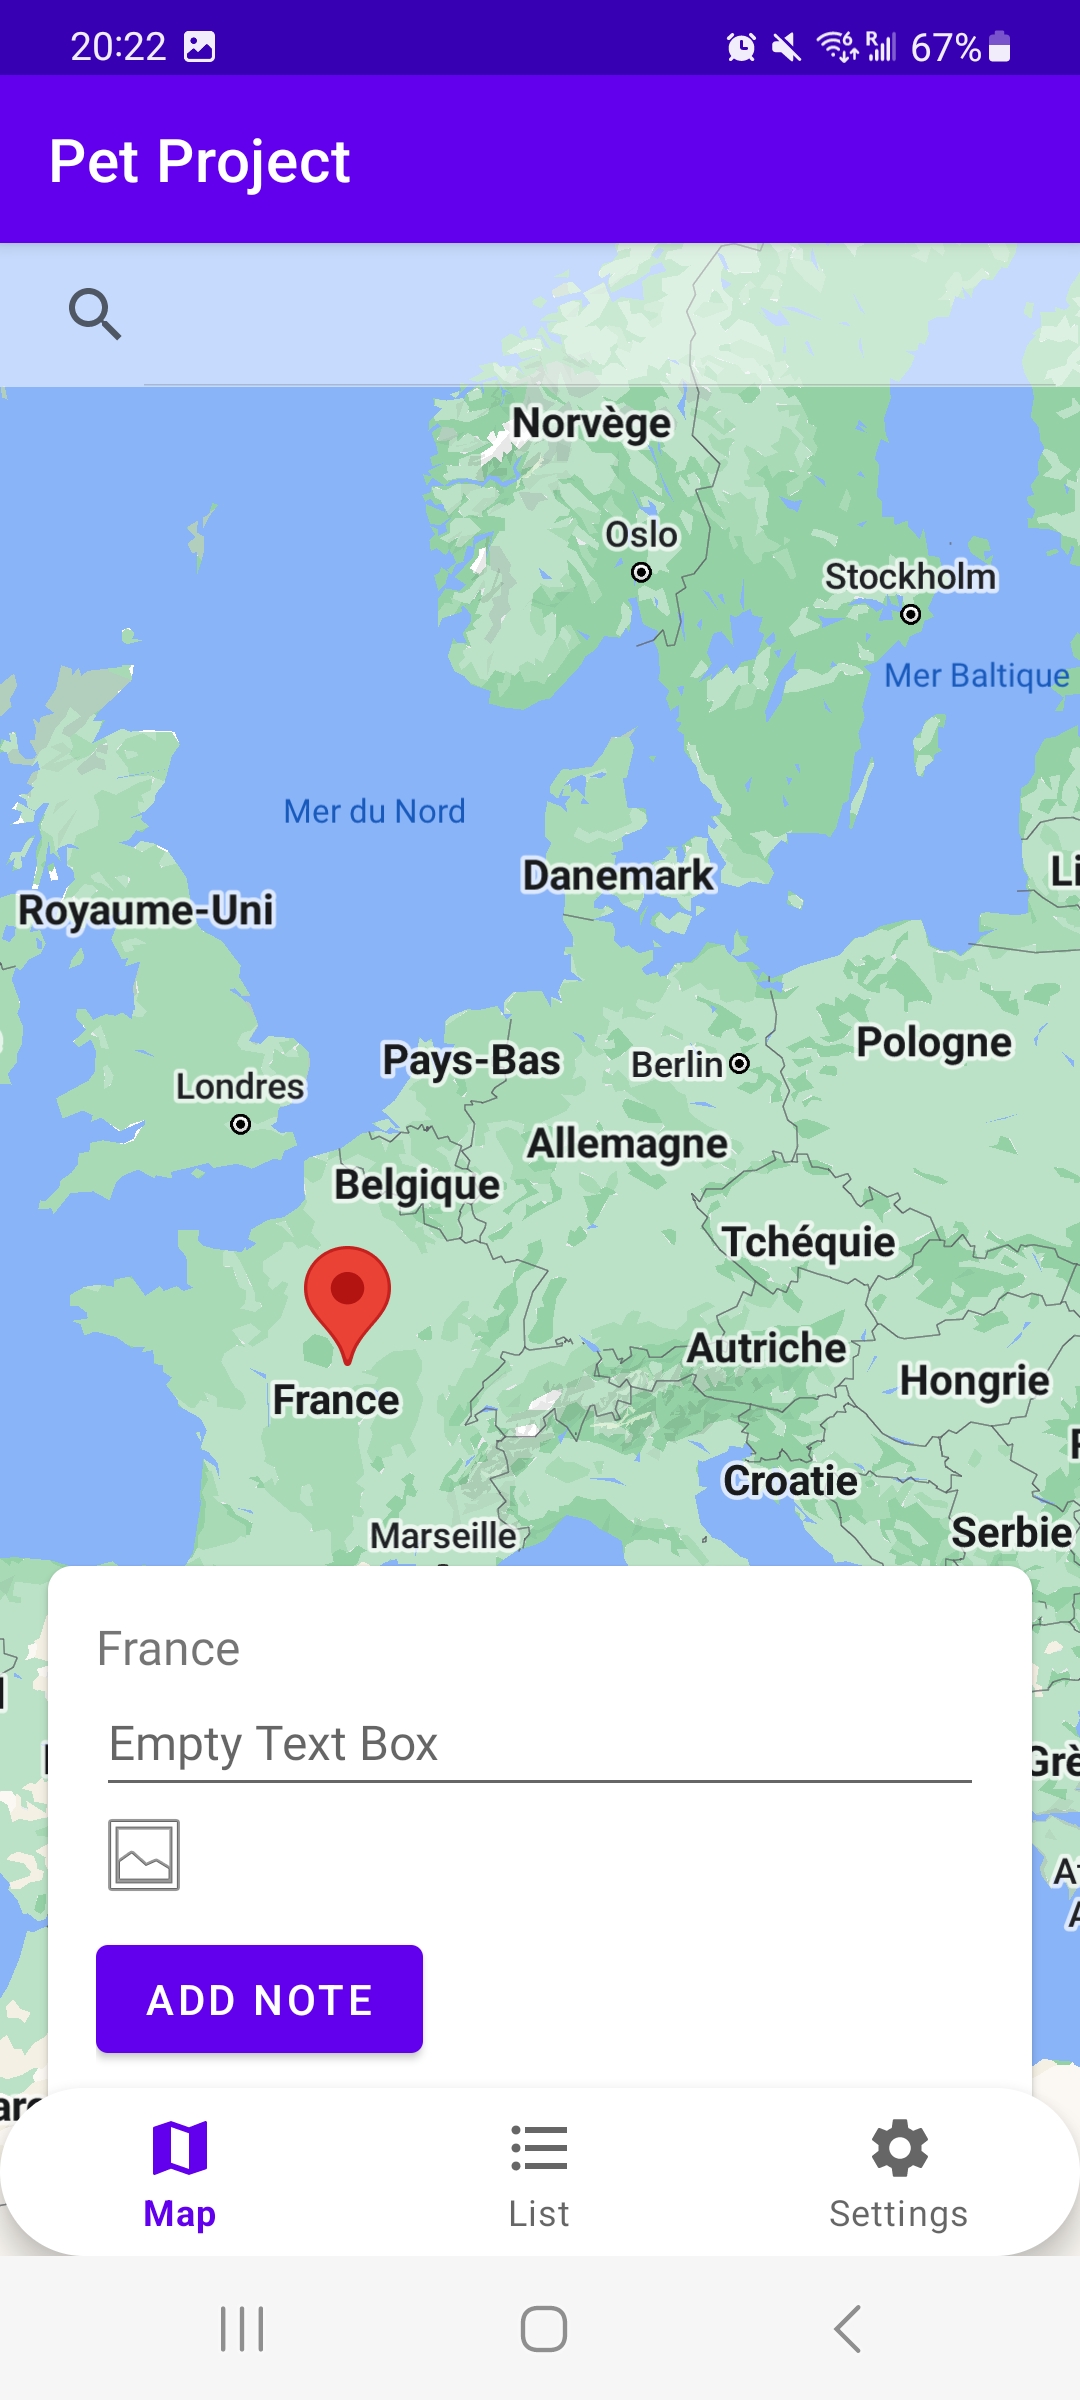 20:22 67%
Pet Project
Norvège
Oslo
Stockholm
Mer Baltique
Mer du Nord
Danemark
Li
Royaume-Uni
Pologne
Pays-Bas
Berlin
Londres
Allemagne
Belgique
Tchéquie
Autriche
Hongrie
France
Croatie
Serbie
Marseille
France
Empty Text Box
Grè
ADD NOTE
Map List Settings